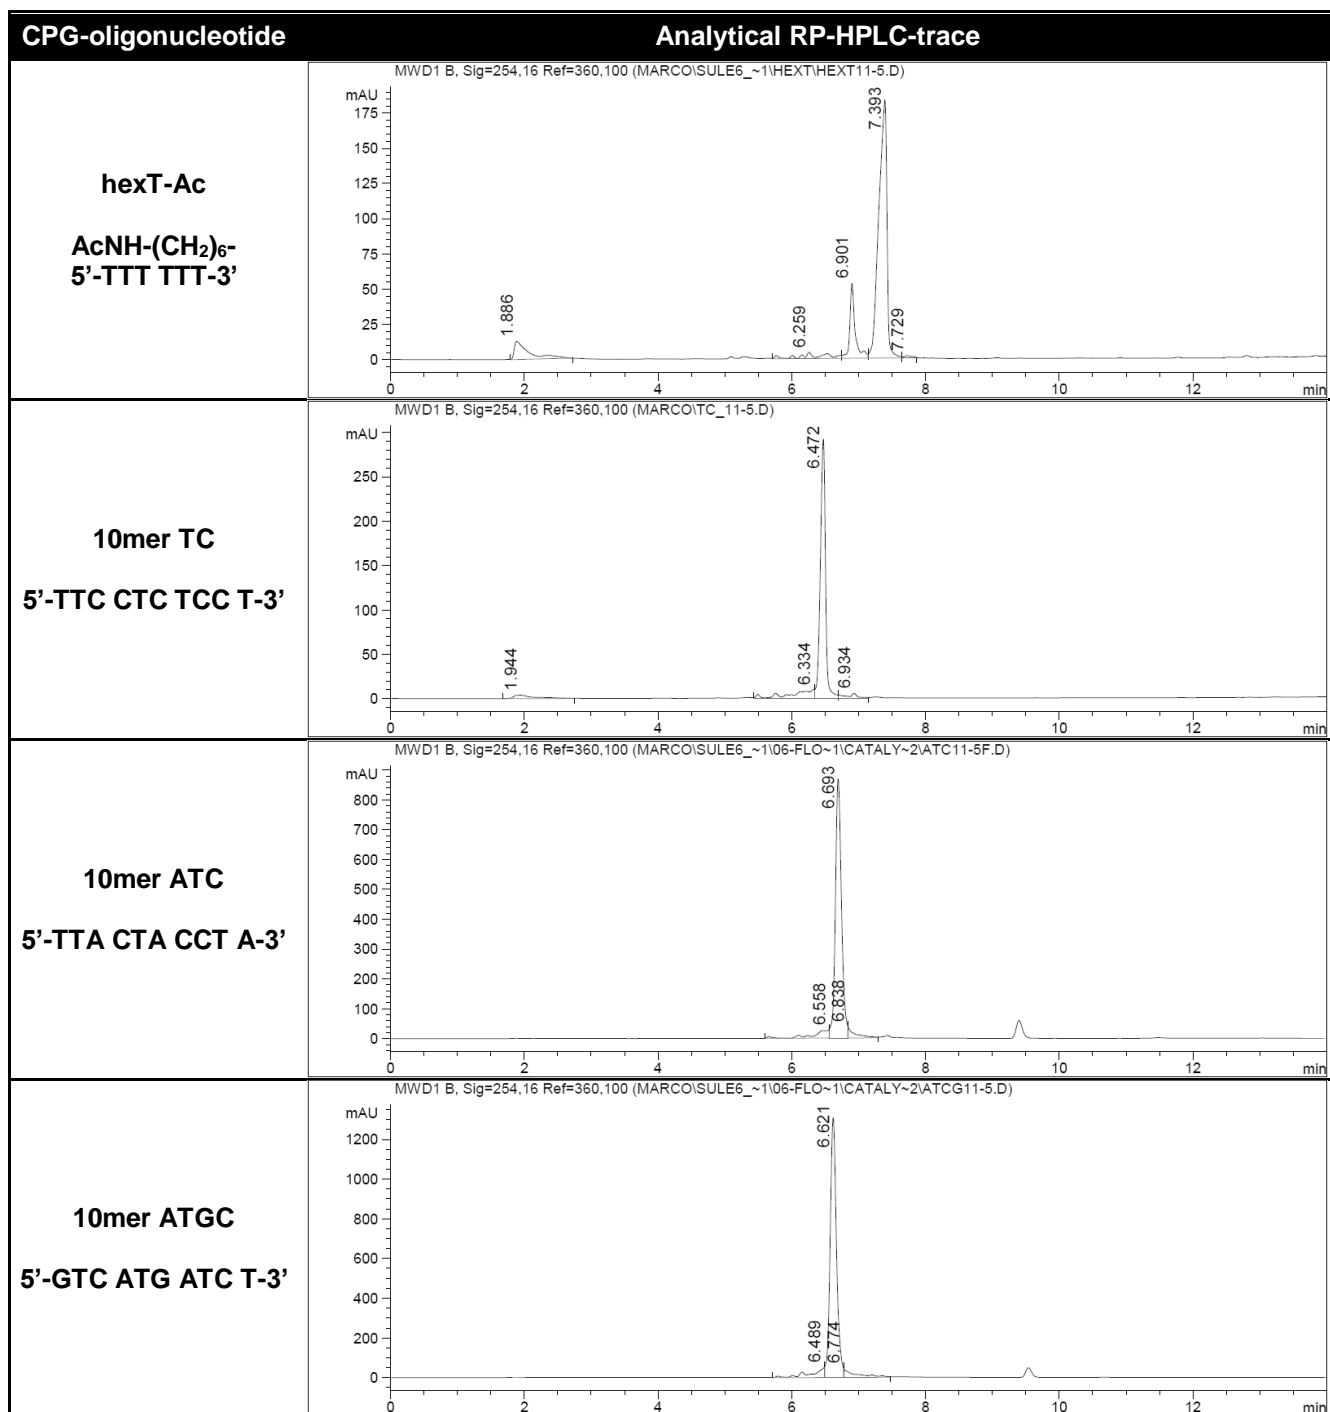 CPG-oligonucleotide Analytical RP-HPLC-trace
hexT-Ac
AcNH-(CH₂)₆-
5’-TTT TTT-3’
MWD1 B, Sig=254,16 Ref=360,100 (MARCO\SULE6_~1\HEXT\HEXT11-5.D)
mAU
175
150
125
100
75
50
25
0
1.886
6.259
6.901
7.393
7.729
0 2 4 6 8 10 12 min
10mer TC
5’-TTC CTC TCC T-3’
MWD1 B, Sig=254,16 Ref=360,100 (MARCO\TC_11-5.D)
mAU
250
200
150
100
50
0
1.944
6.334
6.472
6.934
0 2 4 6 8 10 12 min
10mer ATC
5’-TTA CTA CCT A-3’
MWD1 B, Sig=254,16 Ref=360,100 (MARCO\SULE6_~1\06-FLO~1\CATALY~2\ATC11-5F.D)
mAU
800
700
600
500
400
300
200
100
0
6.558
6.693
6.838
0 2 4 6 8 10 12 min
10mer ATGC
5’-GTC ATG ATC T-3’
MWD1 B, Sig=254,16 Ref=360,100 (MARCO\SULE6_~1\06-FLO~1\CATALY~2\ATCG11-5.D)
mAU
1200
1000
800
600
400
200
0
6.489
6.621
6.774
0 2 4 6 8 10 12 min